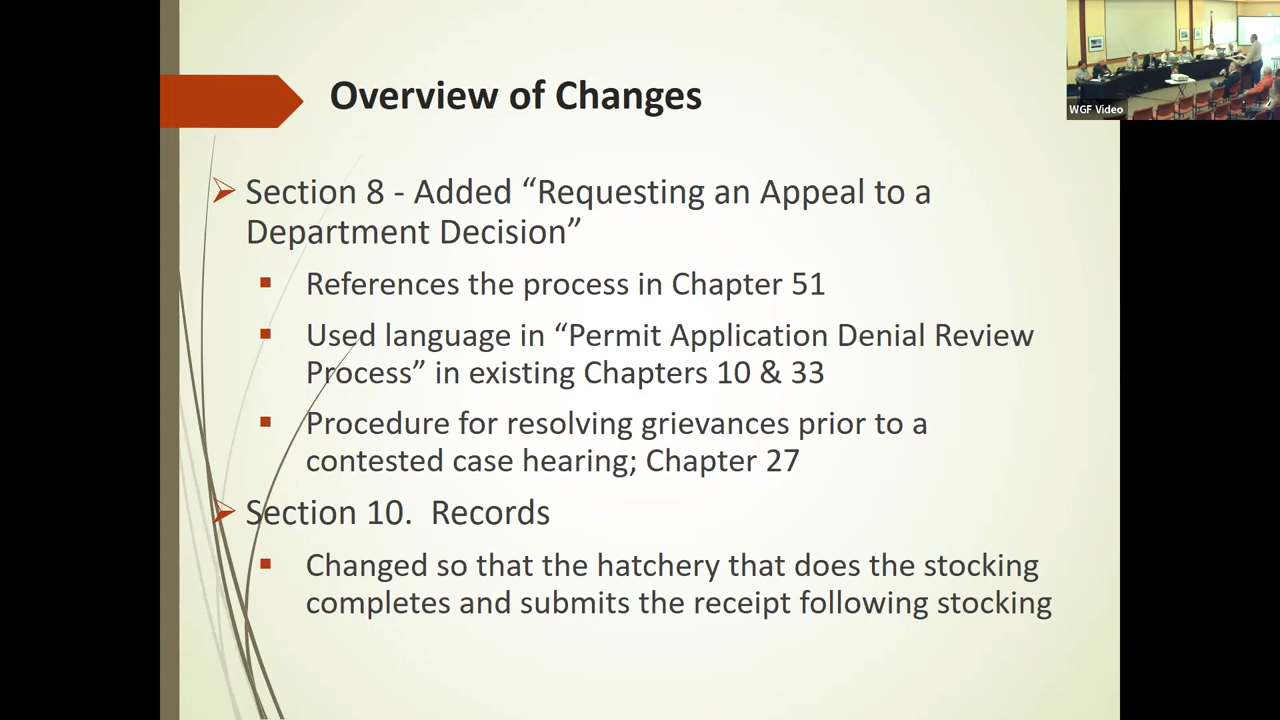 Overview of Changes
WGF Video
Section 8 - Added “Requesting an Appeal to a
Department Decision”
References the process in Chapter 51
Used language in “Permit Application Denial Review
Process” in existing Chapters 10 & 33
Procedure for resolving grievances prior to a
contested case hearing; Chapter 27
Section 10. Records
Changed so that the hatchery that does the stocking
completes and submits the receipt following stocking